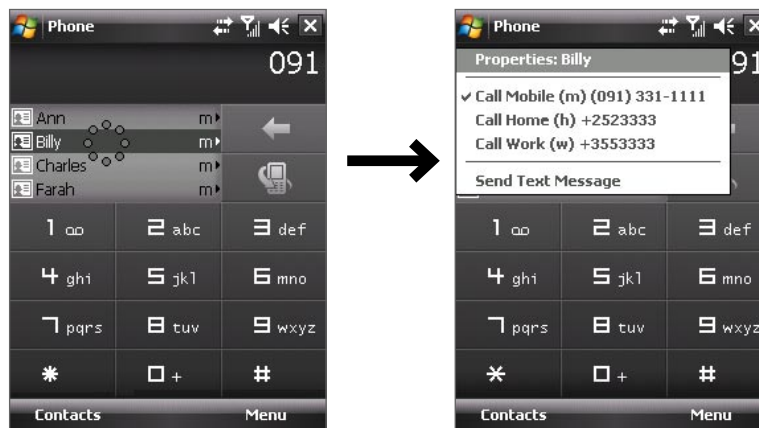 Phone
091
Ann m
Billy m
Charles m
Farah m
1 2 abc 3 def
4 ghi 5 jkl 6 mno
7 pqrs 8 tuv 9 wxyz
* 0 + #
Contacts Menu
Phone
91
Properties: Billy
Call Mobile (m) (091) 331-1111
Call Home (h) +2523333
Call Work (w) +3553333
Send Text Message
1 2 abc 3 def
4 ghi 5 jkl 6 mno
7 pqrs 8 tuv 9 wxyz
* 0 + #
Contacts Menu